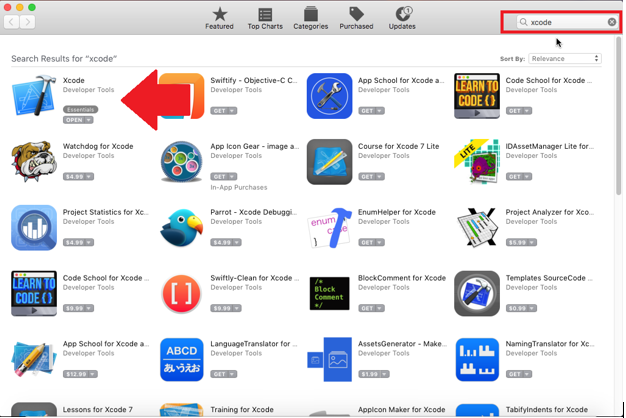 Featured
Top Charts
Categories
Purchased
1
Updates
xcode
Search Results for “xcode”
Sort By:
Relevance
Xcode
Developer Tools
Essentials
OPEN
Swiftify - Objective-C C...
Developer Tools
GET
App School for Xcode a...
Developer Tools
GET
LEARN TO CODE { }
Code School for Xcode ...
Developer Tools
GET
Watchdog for Xcode
Developer Tools
$4.99
App Icon Gear - image a...
Developer Tools
GET
In-App Purchases
Course for Xcode 7 Lite
Developer Tools
GET
LITE
IDAssetManager Lite for...
Developer Tools
GET
Project Statistics for Xc...
Developer Tools
$4.99
Parrot - Xcode Debuggi...
Developer Tools
$4.99
enum
EnumHelper for Xcode
Developer Tools
GET
Project Analyzer for Xco...
Developer Tools
LEARN TO CODE { }
Code School for Xcode ...
Developer Tools
$9.99
[ ]
Swiftly-Clean for Xcode ...
Developer Tools
$9.99
/*
Block
Comment
*/
BlockComment for Xcode
Developer Tools
GET
Templates SourceCode ...
Developer Tools
$0.99
App School for Xcode a...
Developer Tools
$12.99
ABCD
あいうえお
LanguageTranslator for ...
Developer Tools
GET
AssetsGenerator - Make...
Developer Tools
$1.99
NamingTranslator for Xc...
Developer Tools
GET
Lessons for Xcode 7
Training for Xcode
AppIcon Maker for Xcode
TabifyIndents for Xcode